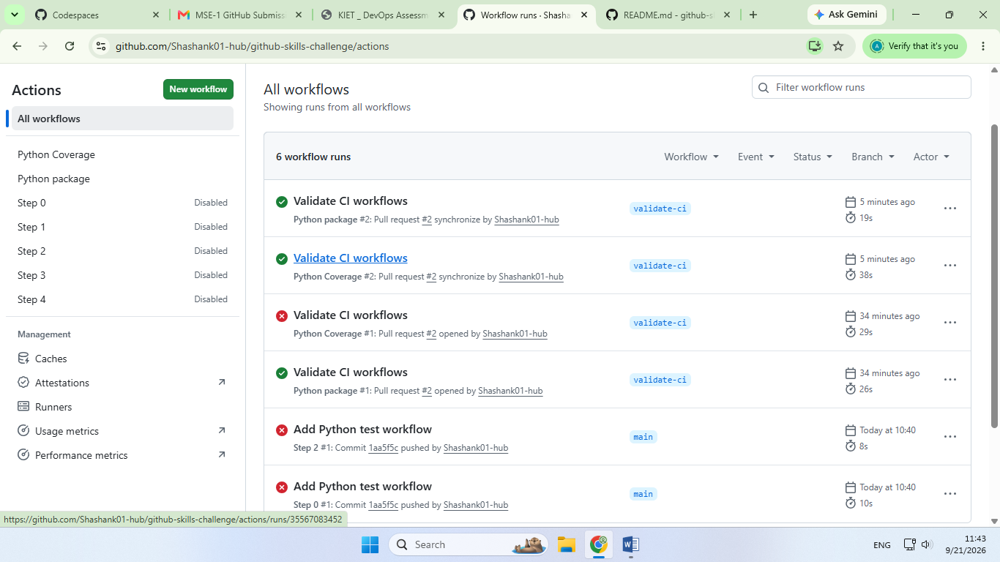 Codespaces
MSE-1 GitHub Submiss
KIET _ DevOps Assessm
Workflow runs · Shasha
README.md - github-s
Ask Gemini
github.com/Shashank01-hub/github-skills-challenge/actions
Verify that it's you
Actions
New workflow
All workflows
Python Coverage
Python package
Step 0 Disabled
Step 1 Disabled
Step 2 Disabled
Step 3 Disabled
Step 4 Disabled
Management
Caches
Attestations
Runners
Usage metrics
Performance metrics
All workflows
Showing runs from all workflows
Filter workflow runs
6 workflow runs
Workflow Event Status Branch Actor
Validate CI workflows
Python package #2: Pull request #2 synchronize by Shashank01-hub
validate-ci
5 minutes ago
19s
Validate CI workflows
Python Coverage #2: Pull request #2 synchronize by Shashank01-hub
validate-ci
5 minutes ago
38s
Validate CI workflows
Python Coverage #1: Pull request #2 opened by Shashank01-hub
validate-ci
34 minutes ago
29s
Validate CI workflows
Python package #1: Pull request #2 opened by Shashank01-hub
validate-ci
34 minutes ago
26s
Add Python test workflow
Step 2 #1: Commit 1aa5f5c pushed by Shashank01-hub
main
Today at 10:40
8s
Add Python test workflow
Step 0 #1: Commit 1aa5f5c pushed by Shashank01-hub
main
Today at 10:40
10s
https://github.com/Shashank01-hub/github-skills-challenge/actions/runs/35567083452
Search
ENG
11:43
9/21/2026